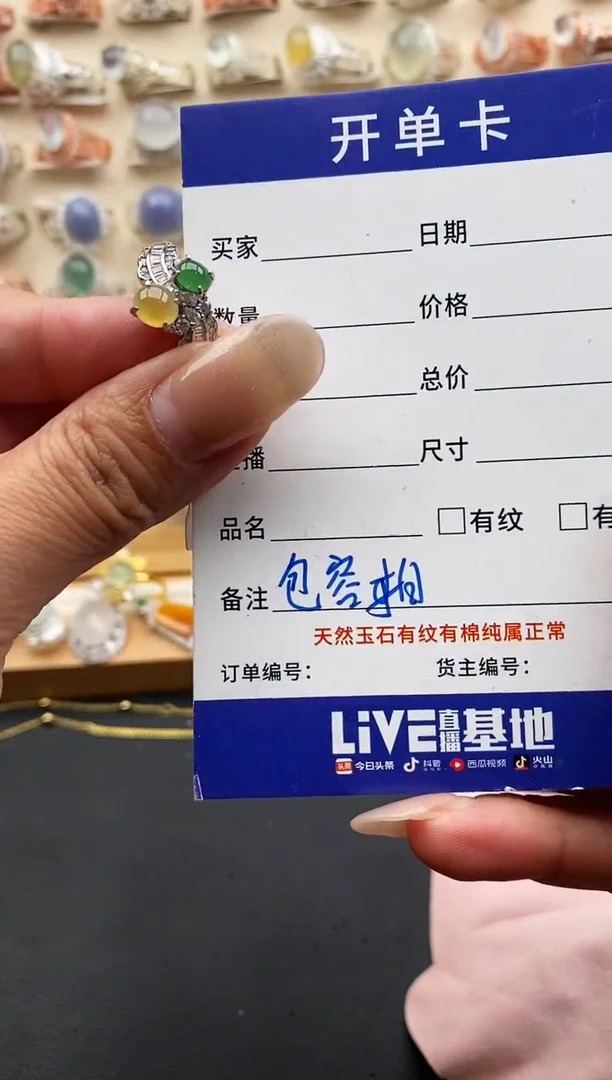 开单卡
买家 日期
数量 价格
总价
播 尺寸
品名 □有纹 □有
备注 包容相
天然玉石有纹有棉纯属正常
订单编号: 货主编号:
LiVE直播基地
头条 今日头条 抖音 西瓜视频 火山